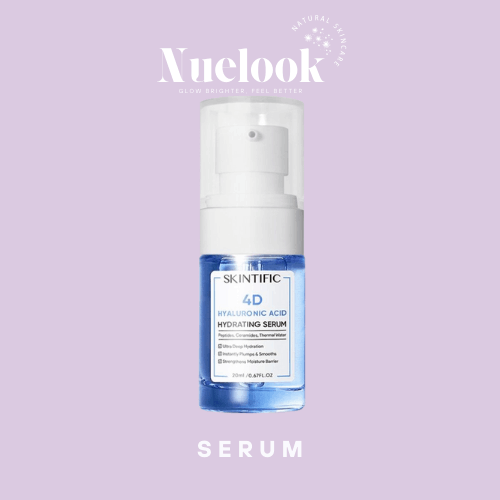 NATURAL SKINCARE
Nuelook
GLOW BRIGHTER, FEEL BETTER
SKINTIFIC
4D
HYALURONIC ACID
HYDRATING SERUM
Peptides, Ceramides, Thermal Water
Ultra Deep Hydration
Instantly Plumps & Smooths
Strengthens Moisture Barrier
20ml /0.67FL.OZ
SERUM